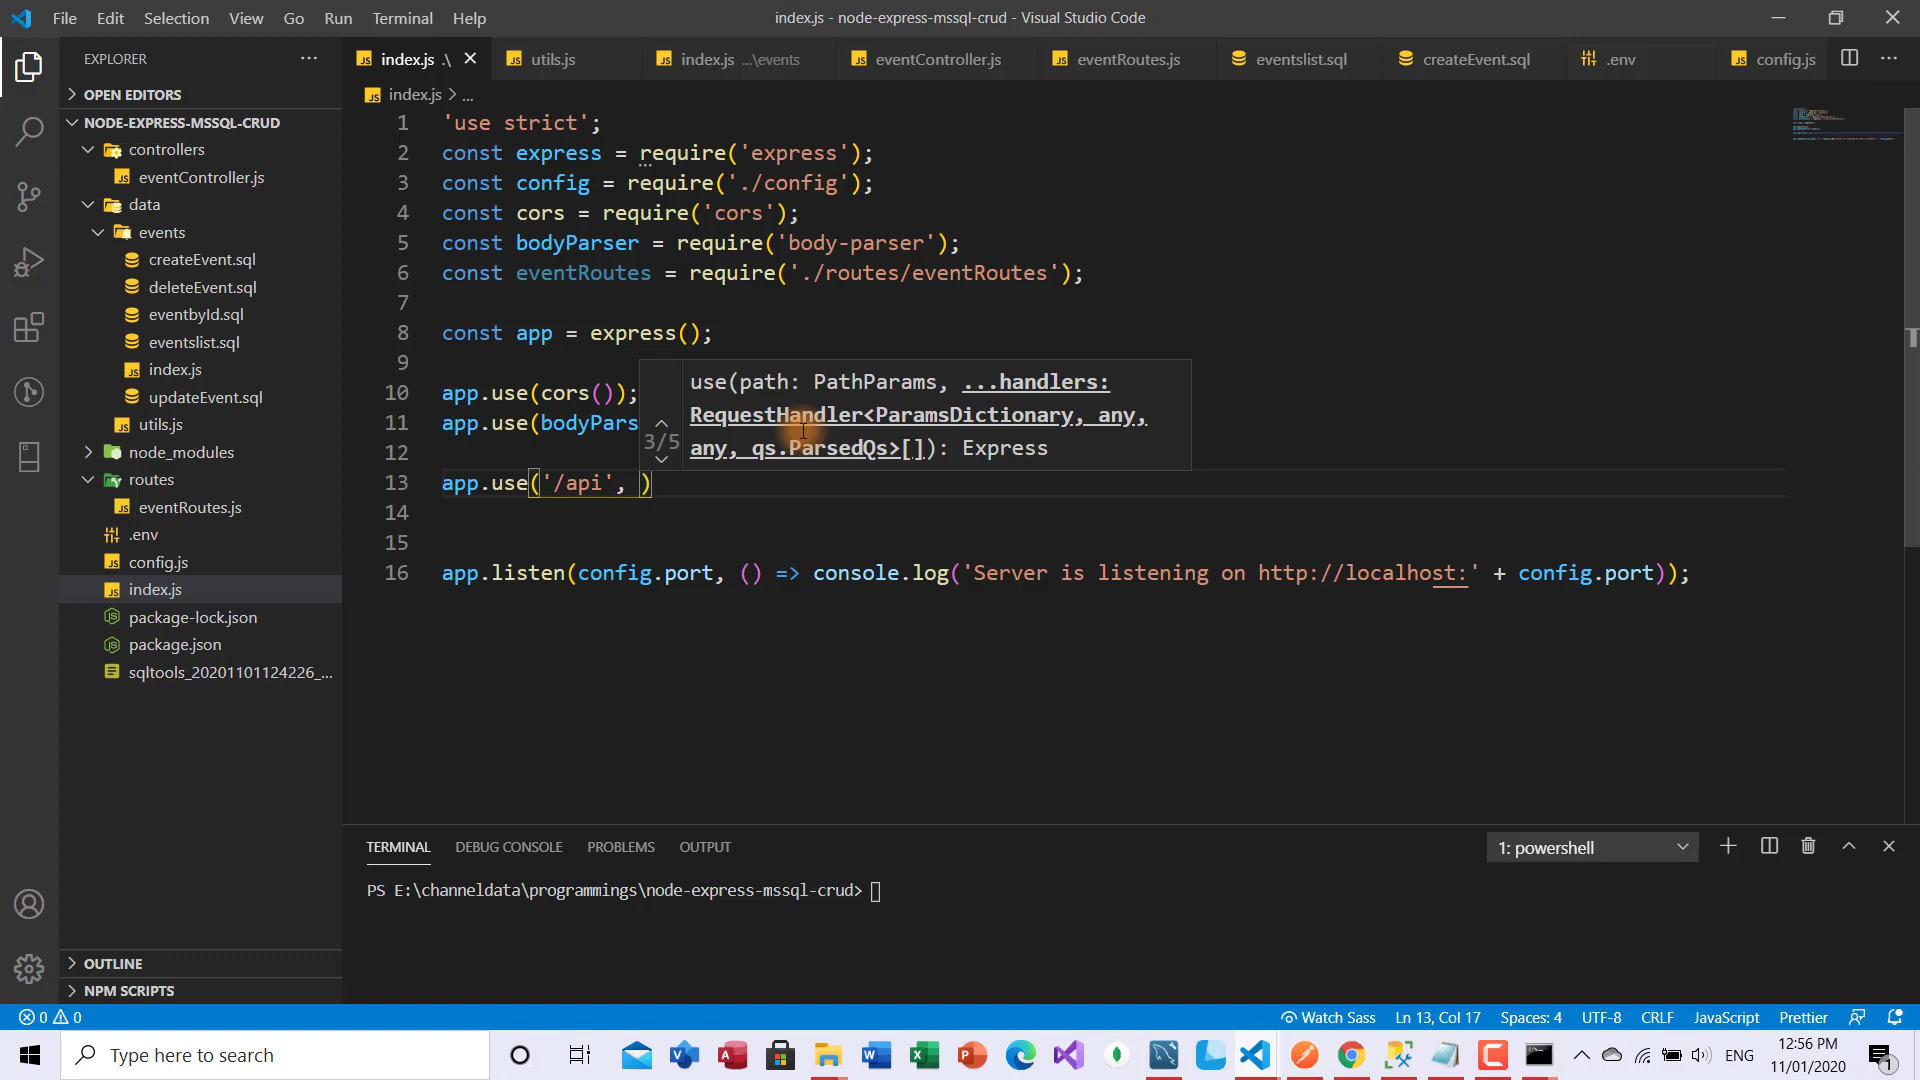 File Edit Selection View Go Run Terminal Help
index.js - node-express-mssql-crud - Visual Studio Code
EXPLORER
index.js .\
utils.js
index.js ...\events
eventController.js
eventRoutes.js
eventslist.sql
createEvent.sql
.env
config.js
OPEN EDITORS
NODE-EXPRESS-MSSQL-CRUD
controllers
eventController.js
data
events
createEvent.sql
deleteEvent.sql
eventbyId.sql
eventslist.sql
index.js
updateEvent.sql
utils.js
node_modules
routes
eventRoutes.js
.env
config.js
index.js
package-lock.json
package.json
sqltools_20201101124226_...
OUTLINE
NPM SCRIPTS
index.js > ...
1 'use strict';
2 const express = require('express');
3 const config = require('./config');
4 const cors = require('cors');
5 const bodyParser = require('body-parser');
6 const eventRoutes = require('./routes/eventRoutes');
7
8 const app = express();
9
10 app.use(cors());
11 app.use(bodyPars
12
13 app.use('/api', )
14
15
16 app.listen(config.port, () => console.log('Server is listening on http://localhost:' + config.port));
3/5
use(path: PathParams, ...handlers:
RequestHandler<ParamsDictionary, any,
any, qs.ParsedQs>[]): Express
TERMINAL DEBUG CONSOLE PROBLEMS OUTPUT
1: powershell
PS E:\channeldata\programmings\node-express-mssql-crud>
0 0
Watch Sass Ln 13, Col 17 Spaces: 4 UTF-8 CRLF JavaScript Prettier
Type here to search
ENG
12:56 PM
11/01/2020
1